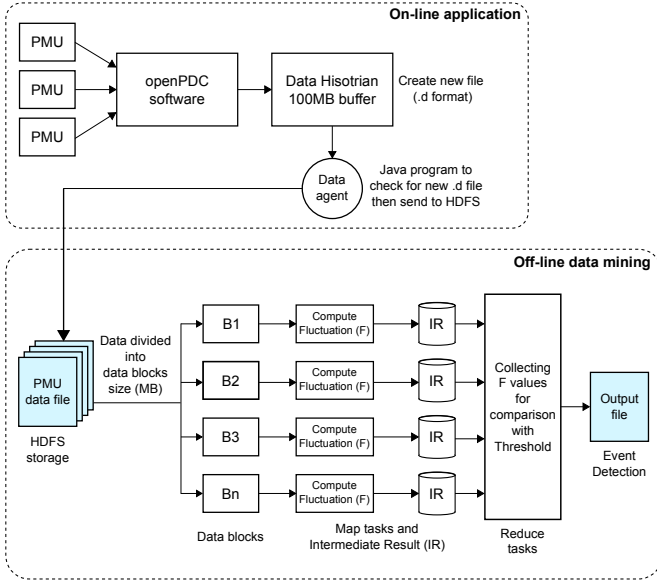 On-line application
PMU
PMU
PMU
openPDC
software
Data Hisotrian
100MB buffer
Create new file
(.d format)
Data
agent
Java program to
check for new .d file
then send to HDFS
Off-line data mining
PMU
data file
HDFS
storage
Data divided
into
data blocks
size (MB)
B1
B2
B3
Bn
Data blocks
Compute
Fluctuation (F)
Compute
Fluctuation (F)
Compute
Fluctuation (F)
Compute
Fluctuation (F)
IR
IR
IR
IR
Map tasks and
Intermediate Result (IR)
Collecting
F values
for
comparison
with
Threshold
Reduce
tasks
Output
file
Event
Detection